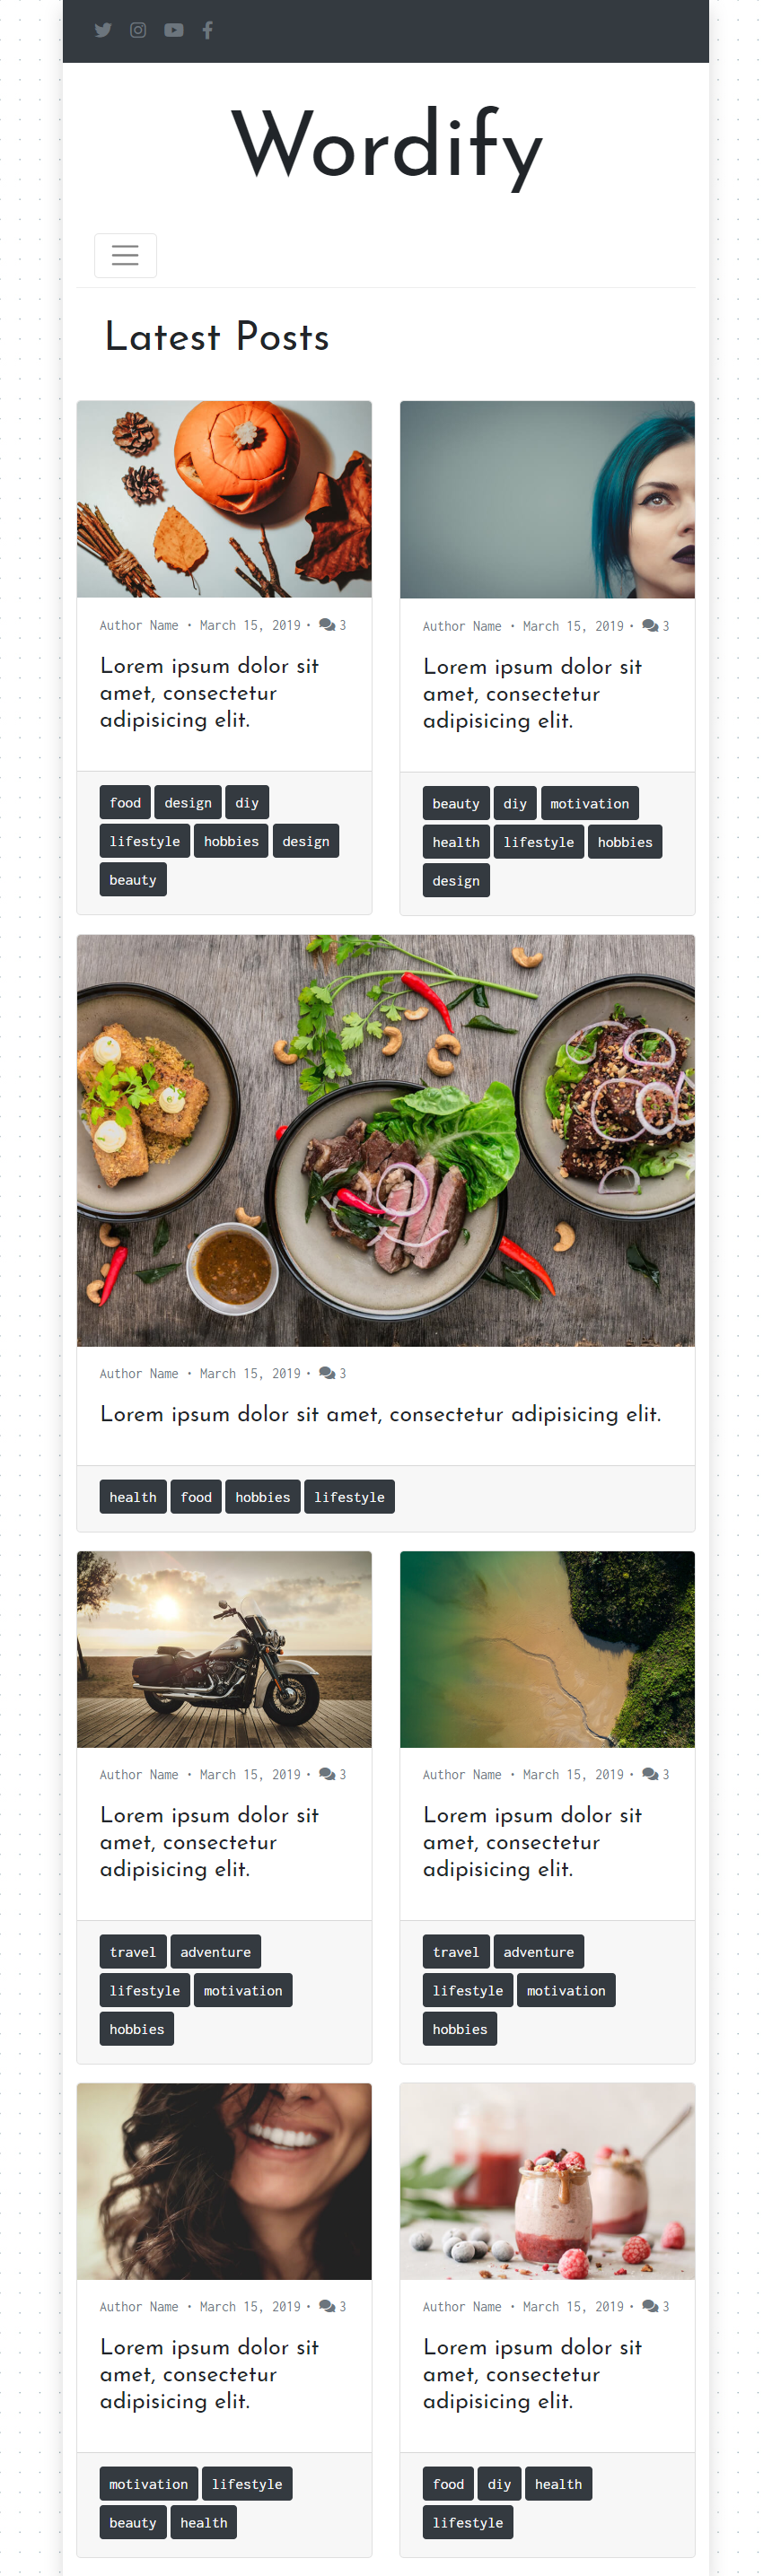 Wordify
Latest Posts
Author Name • March 15, 2019 • 3
Lorem ipsum dolor sit
amet, consectetur
adipisicing elit.
food design diy
lifestyle hobbies design
beauty
Author Name • March 15, 2019 • 3
Lorem ipsum dolor sit
amet, consectetur
adipisicing elit.
beauty diy motivation
health lifestyle hobbies
design
Author Name • March 15, 2019 • 3
Lorem ipsum dolor sit amet, consectetur adipisicing elit.
health food hobbies lifestyle
Author Name • March 15, 2019 • 3
Lorem ipsum dolor sit
amet, consectetur
adipisicing elit.
travel adventure
lifestyle motivation
hobbies
Author Name • March 15, 2019 • 3
Lorem ipsum dolor sit
amet, consectetur
adipisicing elit.
travel adventure
lifestyle motivation
hobbies
Author Name • March 15, 2019 • 3
Lorem ipsum dolor sit
amet, consectetur
adipisicing elit.
motivation lifestyle
beauty health
Author Name • March 15, 2019 • 3
Lorem ipsum dolor sit
amet, consectetur
adipisicing elit.
food diy health
lifestyle